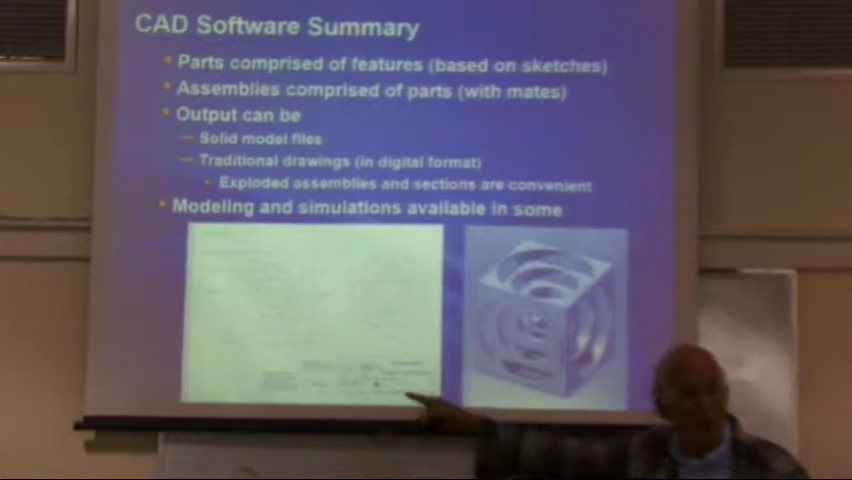 CAD Software Summary
• Parts comprised of features (based on sketches)
• Assemblies comprised of parts (with mates)
• Output can be
– Solid model files
– Traditional drawings (in digital format)
• Exploded assemblies and sections are convenient
• Modeling and simulations available in some